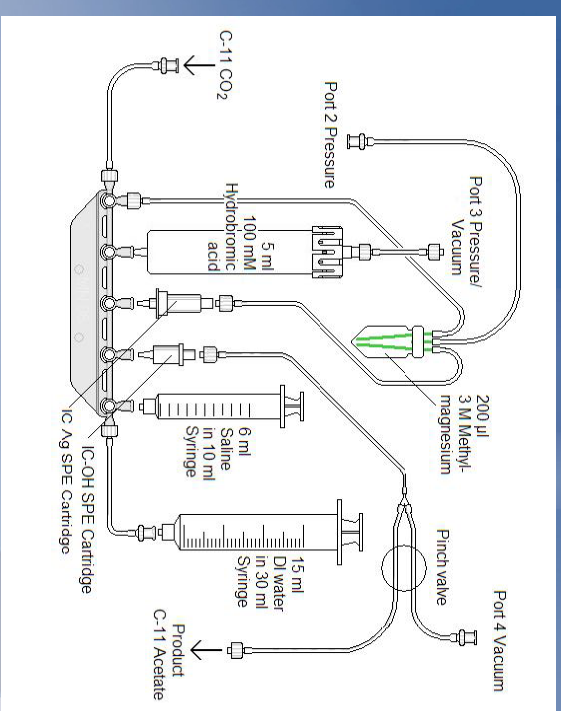 C-11 CO2
Port 2 Pressure
Port 3 Pressure/
Vacuum
5 ml
100 mM
Hydrobromic
acid
200 µl
3 M Methyl-
magnesium
6 ml
Saline
in 10 ml
Syringe
IC-OH SPE Cartridge
IC Ag SPE Cartridge
15 ml
DI water
in 30 ml
Syringe
Pinch valve
Port 4 Vacuum
Product
C-11 Acetate